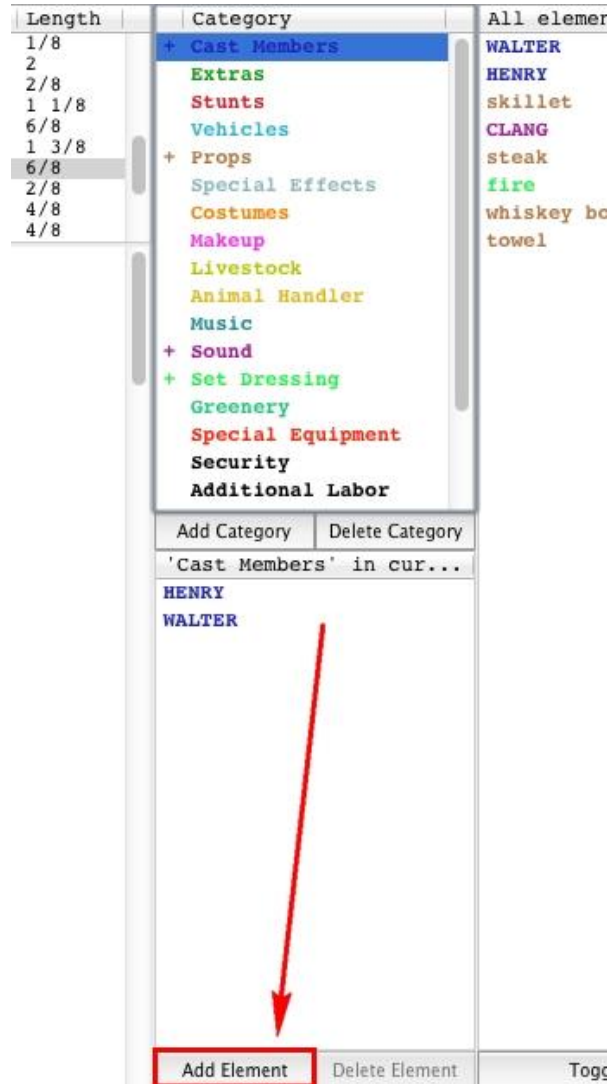 Length
1/8
2
2/8
1 1/8
6/8
1 3/8
6/8
2/8
4/8
4/8
Category
+ Cast Members
Extras
Stunts
Vehicles
+ Props
Special Effects
Costumes
Makeup
Livestock
Animal Handler
Music
+ Sound
+ Set Dressing
Greenery
Special Equipment
Security
Additional Labor
Add Category
Delete Category
'Cast Members' in cur...
HENRY
WALTER
Add Element
Delete Element
All elemen
WALTER
HENRY
skillet
CLANG
steak
fire
whiskey bo
towel
Togg